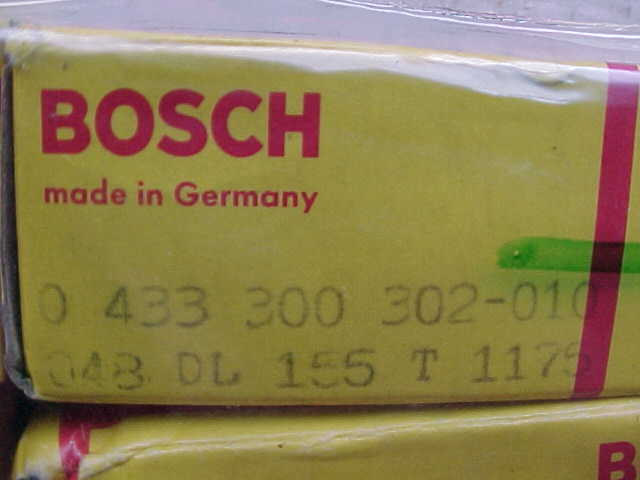 BOSCH
made in Germany
0 433 300 302-010
048 DL 155 T 1175
B